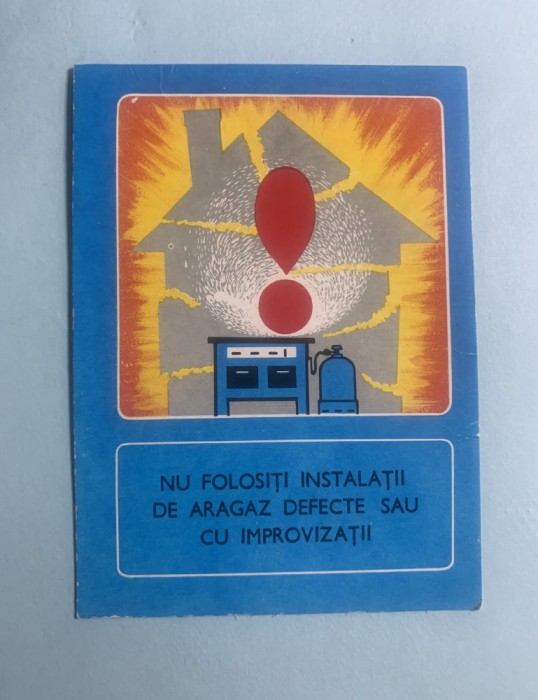 NU FOLOSIȚI INSTALAȚII
DE ARAGAZ DEFECTE SAU
CU IMPROVIZAȚII